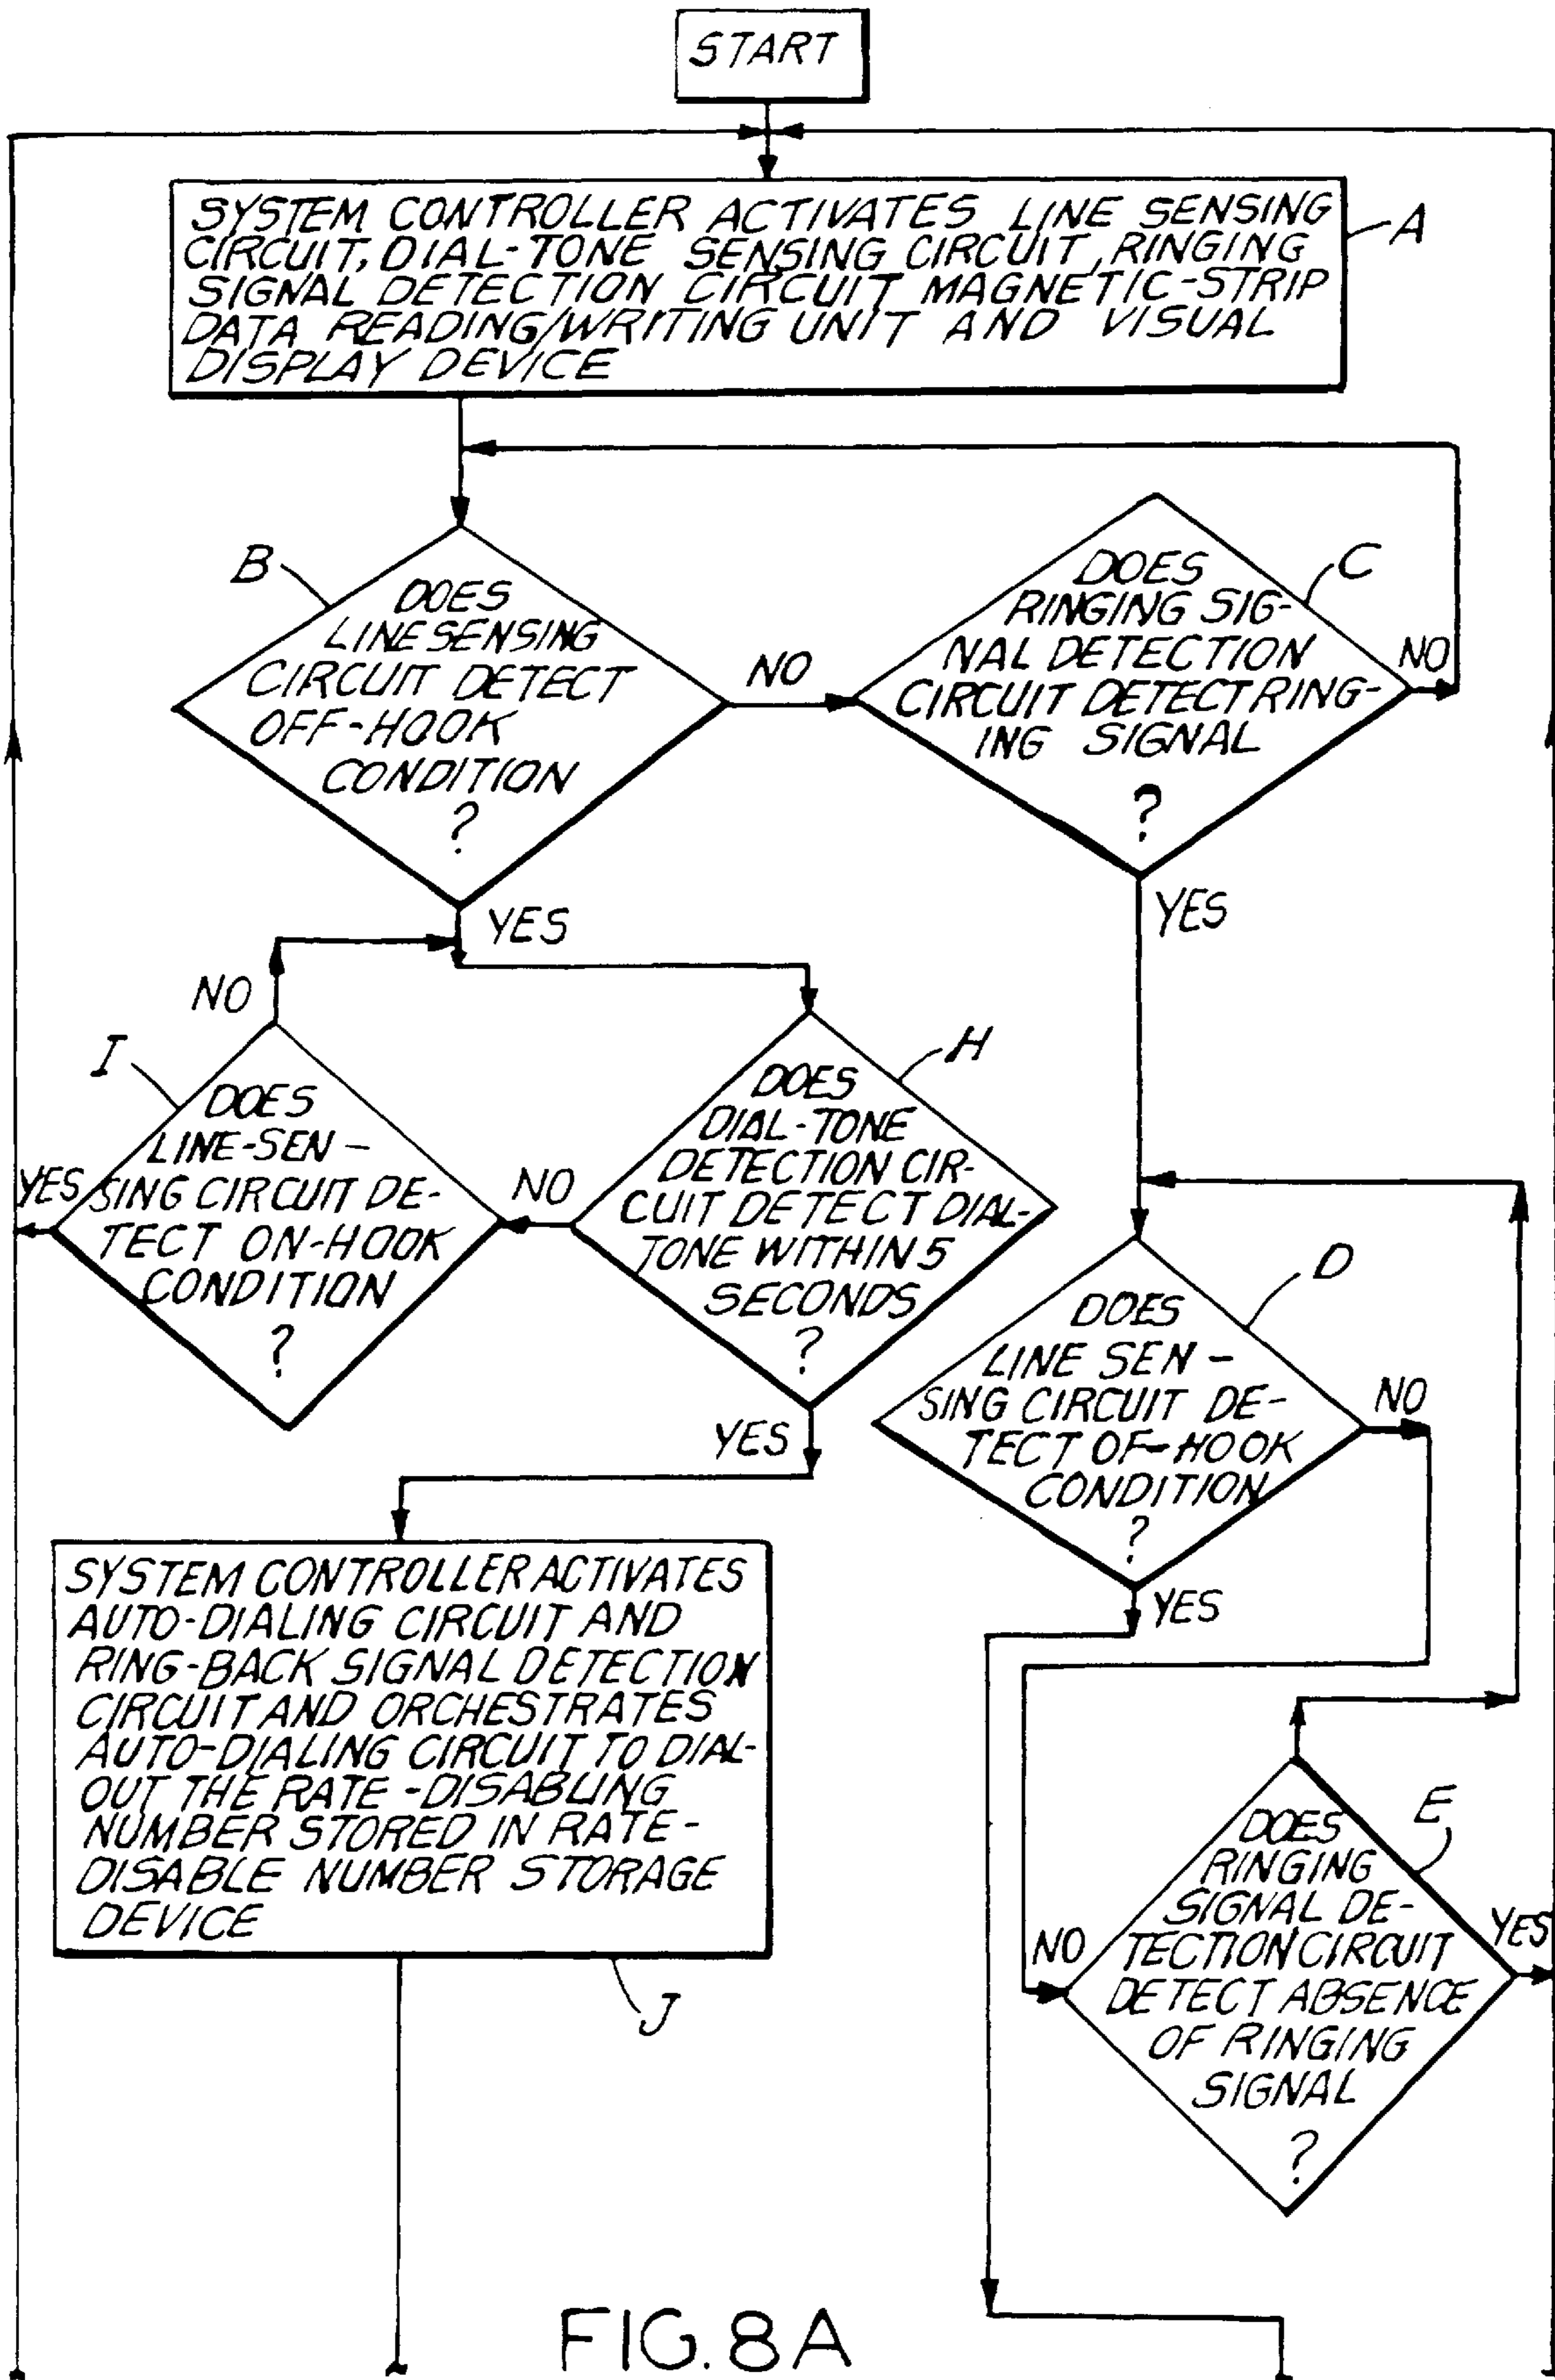 START
SYSTEM CONTROLLER ACTIVATES LINE SENSING
CIRCUIT, DIAL-TONE SENSING CIRCUIT, RINGING
SIGNAL DETECTION CIRCUIT MAGNETIC-STRIP
DATA READING/WRITING UNIT AND VISUAL
DISPLAY DEVICE
A
B
DOES
LINE SENSING
CIRCUIT DETECT
OFF-HOOK
CONDITION
?
NO
YES
C
DOES
RINGING SIG-
NAL DETECTION
CIRCUIT DETECT RING-
ING SIGNAL
?
NO
YES
NO
I
DOES
LINE-SEN-
SING CIRCUIT DE-
TECT ON-HOOK
CONDITION
?
YES
NO
H
DOES
DIAL-TONE
DETECTION CIR-
CUIT DETECT DIAL-
TONE WITHIN 5
SECONDS
?
YES
D
DOES
LINE SEN-
SING CIRCUIT DE-
TECT OF-HOOK
CONDITION
?
NO
YES
SYSTEM CONTROLLER ACTIVATES
AUTO-DIALING CIRCUIT AND
RING-BACK SIGNAL DETECTION
CIRCUIT AND ORCHESTRATES
AUTO-DIALING CIRCUIT TO DIAL-
OUT THE RATE-DISABLING
NUMBER STORED IN RATE-
DISABLE NUMBER STORAGE
DEVICE
J
E
DOES
RINGING
SIGNAL DE-
TECTION CIRCUIT
DETECT ABSENCE
OF RINGING
SIGNAL
?
NO
YES
FIG. 8A